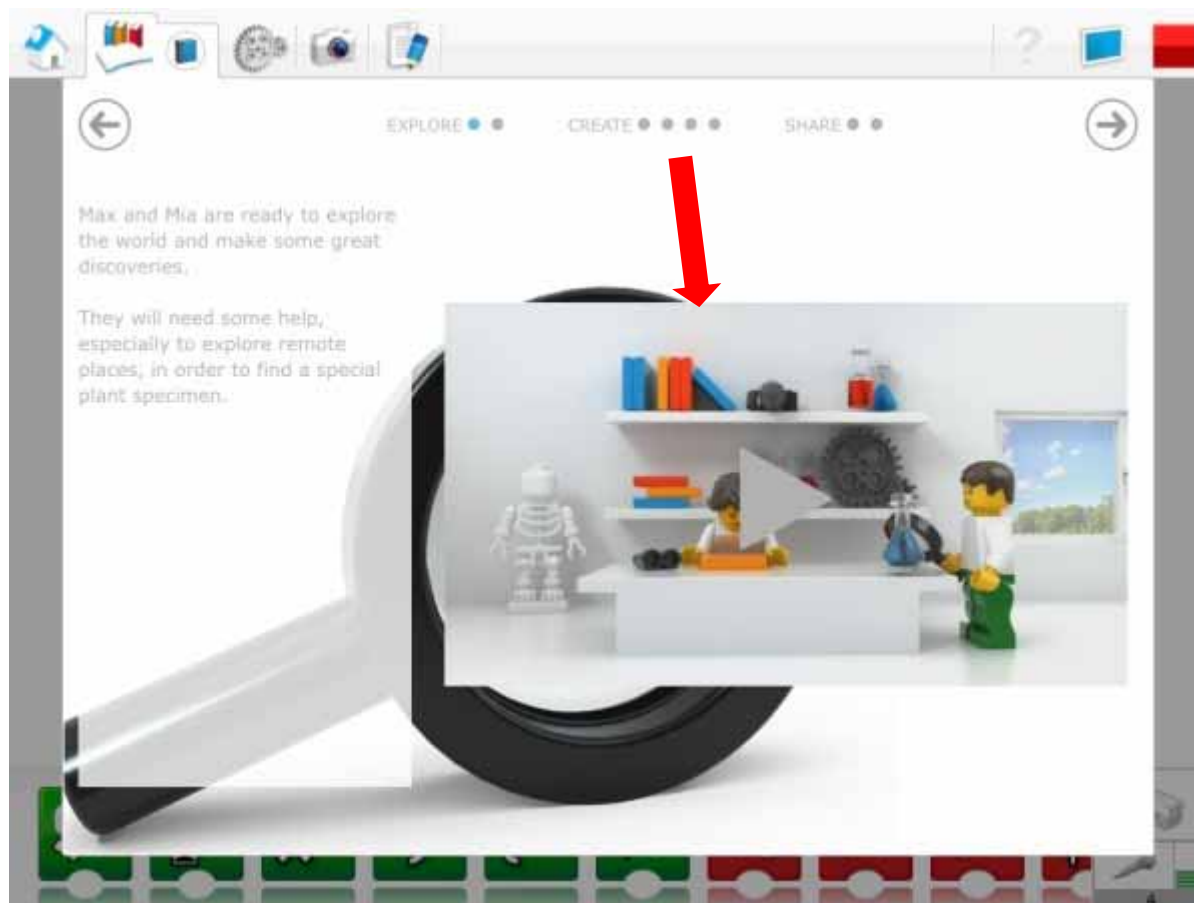 EXPLORE CREATE SHARE
Max and Mia are ready to explore
the world and make some great
discoveries.
They will need some help,
especially to explore remote
places, in order to find a special
plant specimen.